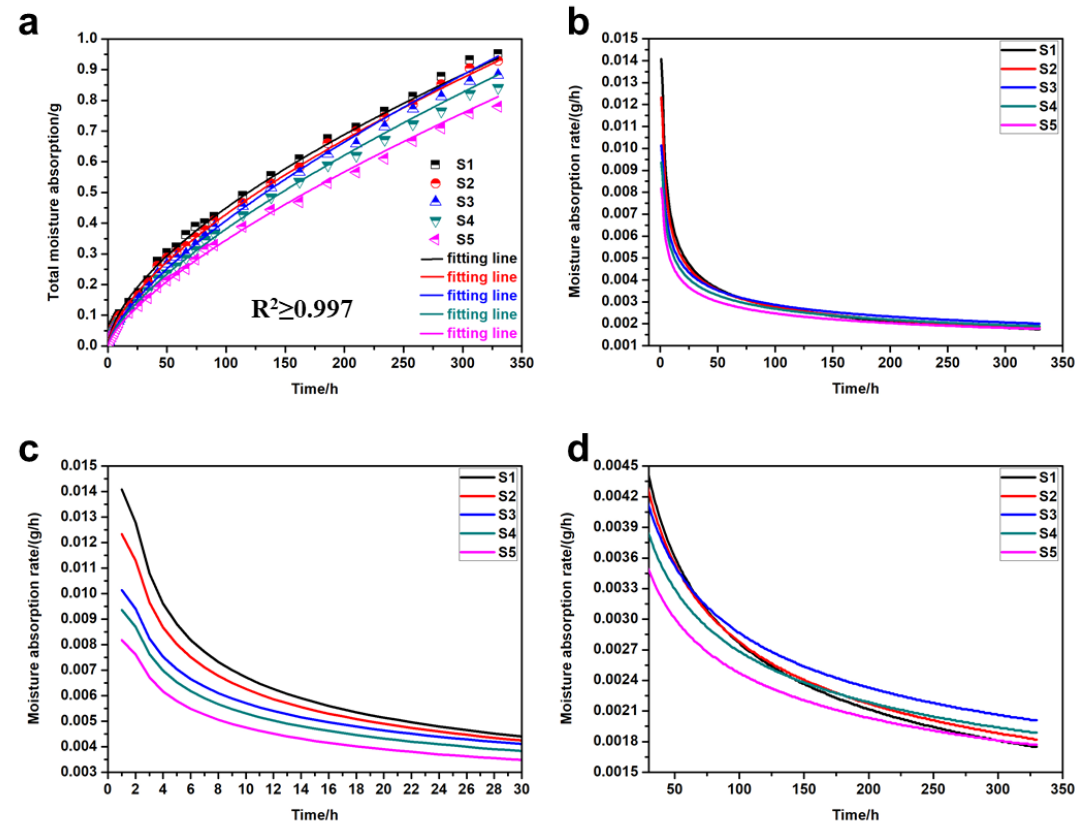 a
1.0
0.9
0.8
0.7
0.6
0.5
0.4
0.3
0.2
0.1
0.0
Total moisture absorption/g
S1
S2
S3
S4
S5
fitting line
fitting line
fitting line
fitting line
fitting line
R²≥0.997
0 25 50 75 100 125 150 175 200 225 250 275 300 325 350
Time/h
b
0.015
0.014
0.012
0.010
0.009
0.007
0.006
0.004
0.003
0.002
0.001
Moisture absorption rate/(g/h)
S1
S2
S3
S4
S5
0 50 100 150 200 250 300 350
Time/h
c
0.015
0.014
0.013
0.012
0.011
0.010
0.009
0.008
0.007
0.006
0.005
0.004
0.003
Moisture absorption rate/(g/h)
S1
S2
S3
S4
S5
0 2 4 6 8 10 12 14 16 18 20 22 24 26 28 30
Time/h
d
0.0045
0.0042
0.0039
0.0036
0.0033
0.0030
0.0027
0.0024
0.0021
0.0018
0.0015
Moisture absorption rate/(g/h)
S1
S2
S3
S4
S5
50 100 150 200 250 300 350
Time/h